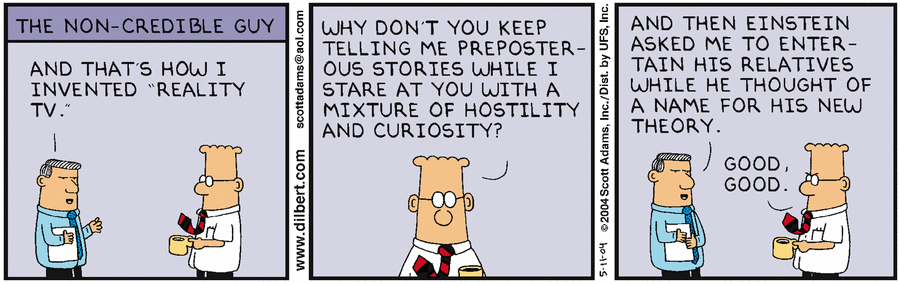 THE NON-CREDIBLE GUY
AND THAT'S HOW I
INVENTED "REALITY
TV."
www.dilbert.com
scottadams@aol.com
WHY DON'T YOU KEEP
TELLING ME PREPOSTER-
OUS STORIES WHILE I
STARE AT YOU WITH A
MIXTURE OF HOSTILITY
AND CURIOSITY?
5-11-04
© 2004 Scott Adams, Inc./Dist. by UFS, Inc.
AND THEN EINSTEIN
ASKED ME TO ENTER-
TAIN HIS RELATIVES
WHILE HE THOUGHT OF
A NAME FOR HIS NEW
THEORY.
GOOD,
GOOD.